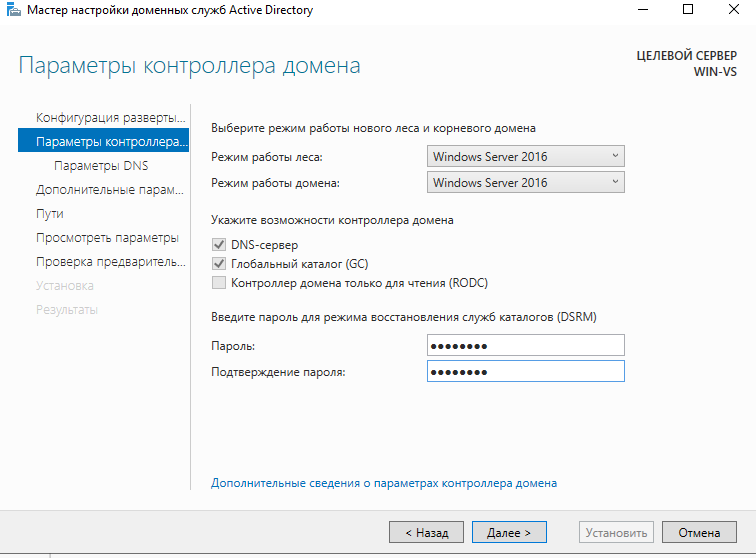 Мастер настройки доменных служб Active Directory
Параметры контроллера домена
ЦЕЛЕВОЙ СЕРВЕР
WIN-VS
Конфигурация разверты...
Параметры контроллера...
Параметры DNS
Дополнительные парам...
Пути
Просмотреть параметры
Проверка предваритель...
Установка
Результаты
Выберите режим работы нового леса и корневого домена
Режим работы леса: Windows Server 2016
Режим работы домена: Windows Server 2016
Укажите возможности контроллера домена
DNS-сервер
Глобальный каталог (GC)
Контроллер домена только для чтения (RODC)
Введите пароль для режима восстановления служб каталогов (DSRM)
Пароль: ●●●●●●●●
Подтверждение пароля: ●●●●●●●●
Дополнительные сведения о параметрах контроллера домена
< Назад Далее > Установить Отмена